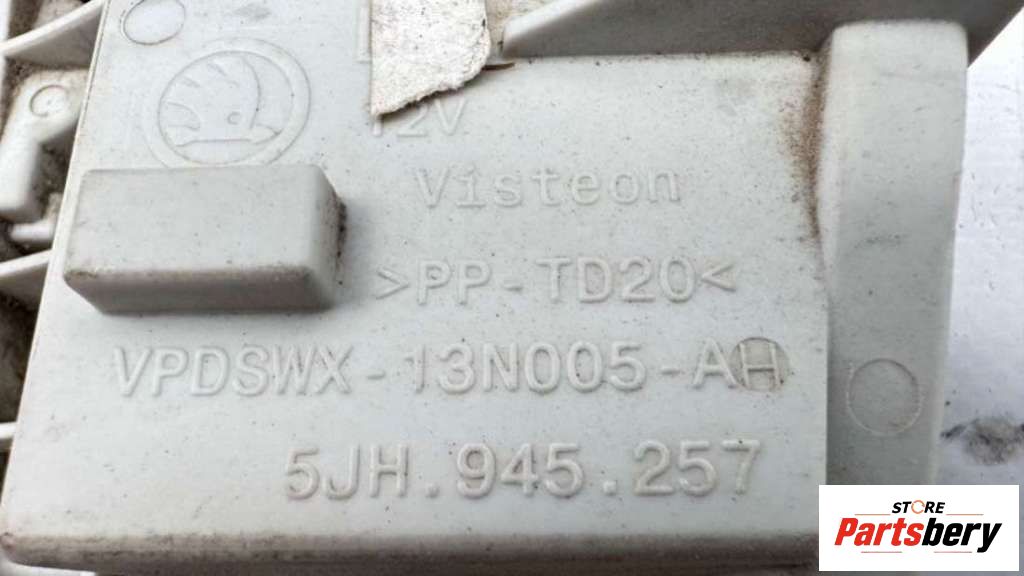 12V
Visteon
>PP-TD20<
VPDSWX-13N005-AH
5JH.945.257
STORE
Partsbery